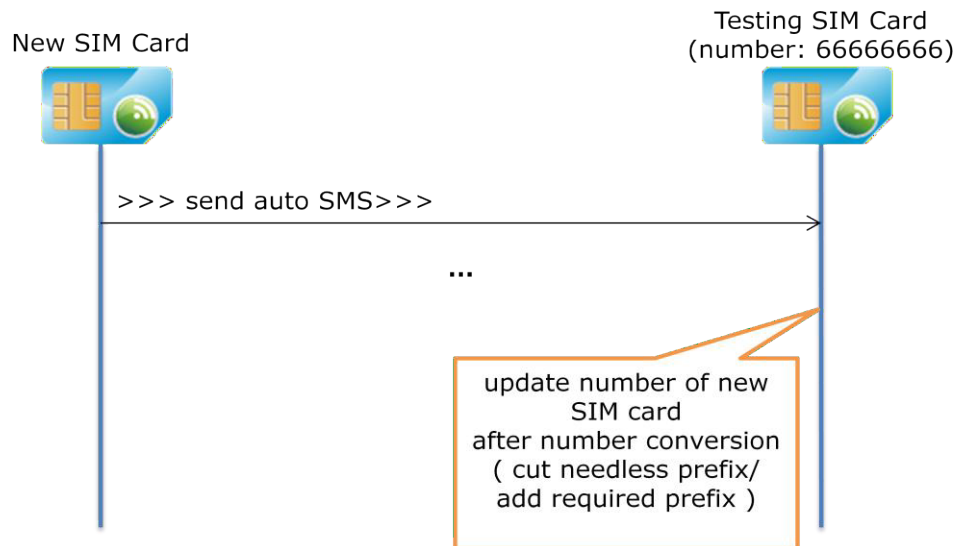 New SIM Card
Testing SIM Card
(number: 66666666)
>>> send auto SMS>>>
...
update number of new
SIM card
after number conversion
( cut needless prefix/
add required prefix )